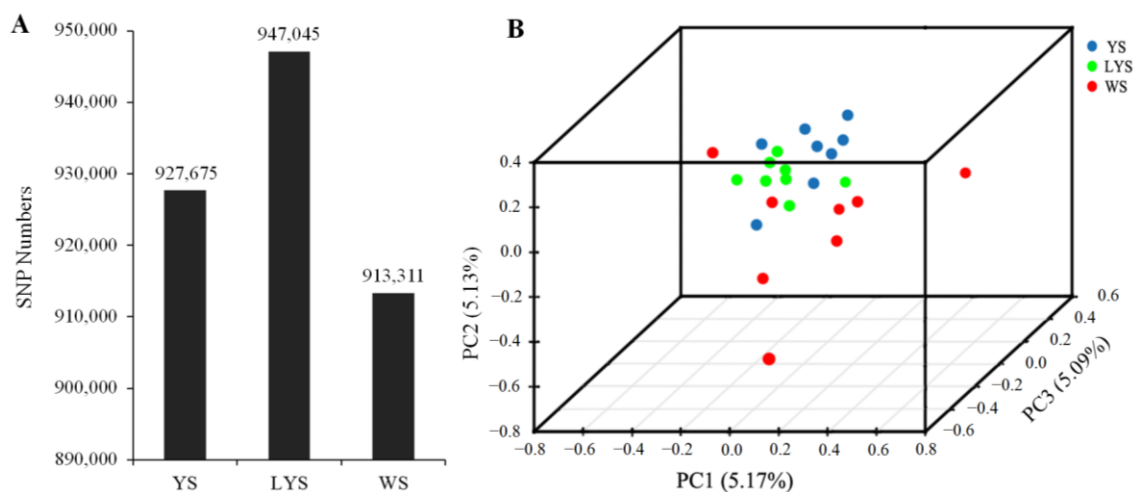 A
950,000
940,000
930,000
920,000
910,000
900,000
890,000
SNP Numbers
927,675
947,045
913,311
YS
LYS
WS
B
YS
LYS
WS
0.4
0.2
0.0
−0.2
−0.4
−0.6
−0.8
PC2 (5.13%)
−0.8
−0.6
−0.4
−0.2
0.0
0.2
0.4
0.6
0.8
PC1 (5.17%)
0.6
0.4
0.2
0.0
−0.2
−0.4
−0.6
PC3 (5.09%)